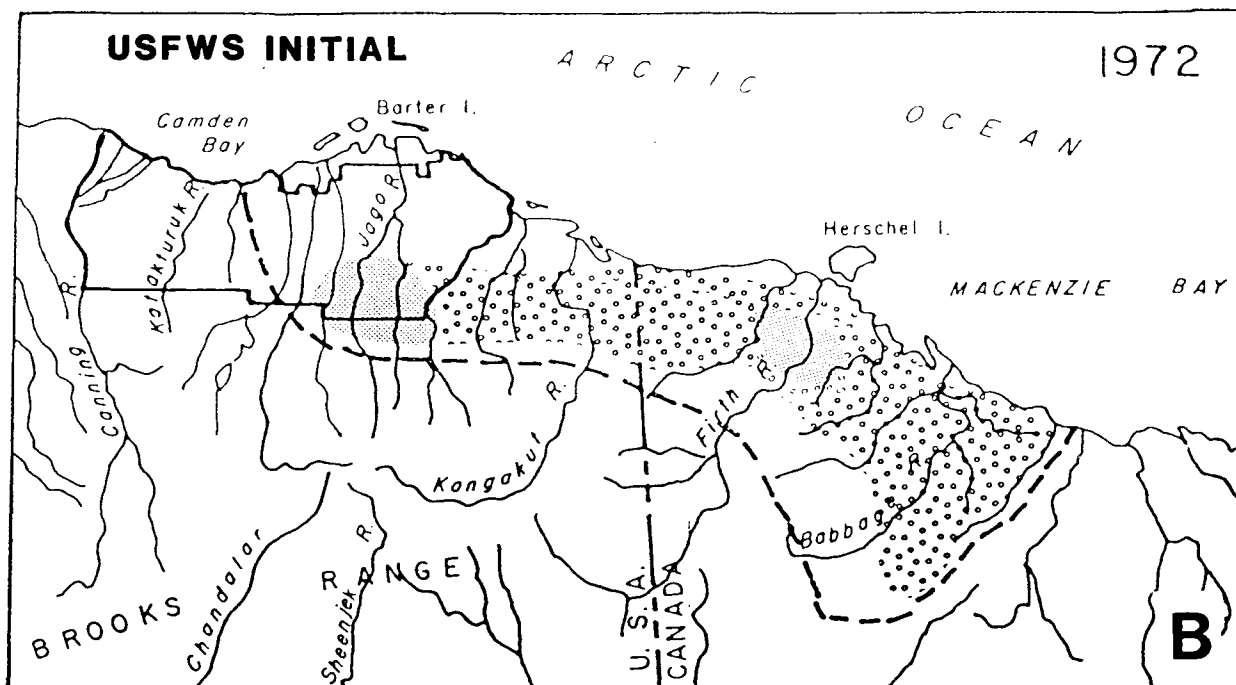 USFWS INITIAL
1972
ARCTIC
OCEAN
Camden
Bay
Barter I.
Herschel I.
MACKENZIE BAY
Katakturuk R.
Jago R.
Canning R.
Kongakut R.
Firth R.
Babbage R.
Chandalar
Sheenjek R.
BROOKS
RANGE
U. S. A.
CANADA
B